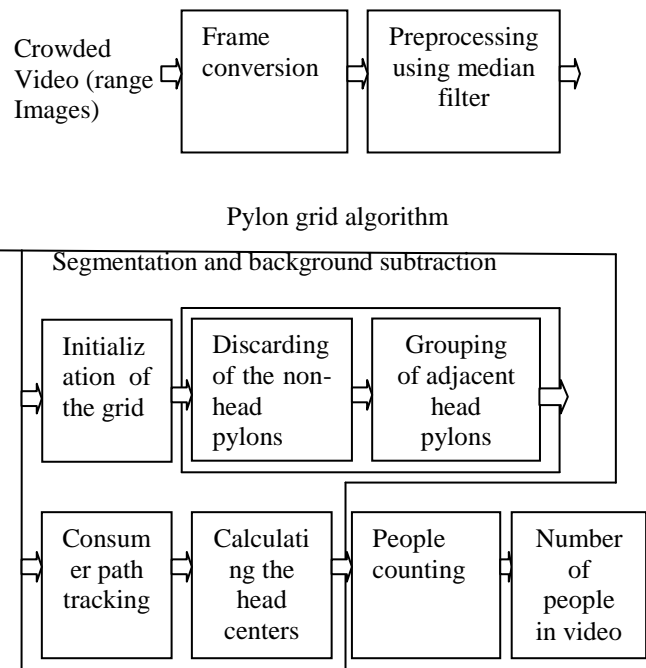 Crowded
Video (range
Images)
Frame
conversion
Preprocessing
using median
filter
Pylon grid algorithm
Segmentation and background subtraction
Initializ
ation of
the grid
Discarding
of the non-
head
pylons
Grouping
of adjacent
head
pylons
Consum
er path
tracking
Calculati
ng the
head
centers
People
counting
Number
of
people
in video